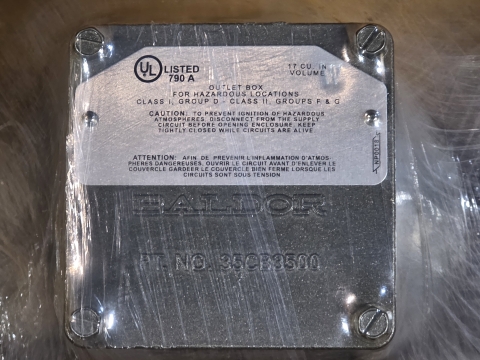 UL LISTED
790 A
17 CU. IN.
VOLUME
OUTLET BOX
FOR HAZARDOUS LOCATIONS
CLASS I, GROUP D - CLASS II, GROUPS F & G
CAUTION: TO PREVENT IGNITION OF HAZARDOUS
ATMOSPHERES, DISCONNECT FROM THE SUPPLY
CIRCUIT BEFORE OPENING ENCLOSURE. KEEP
TIGHTLY CLOSED WHILE CIRCUITS ARE ALIVE
ATTENTION: AFIN DE PREVENIR L'INFLAMMATION D'ATMOS-
PHERES DANGEREUSES, OUVRIR LE CIRCUIT AVANT D'ENLEVER LE
COUVERCLE GARDEER LE COUVERCLE BIEN FERME LORSQUE LES
CIRCUITS SONT SOUS TENSION
BALDOR
PT. NO.